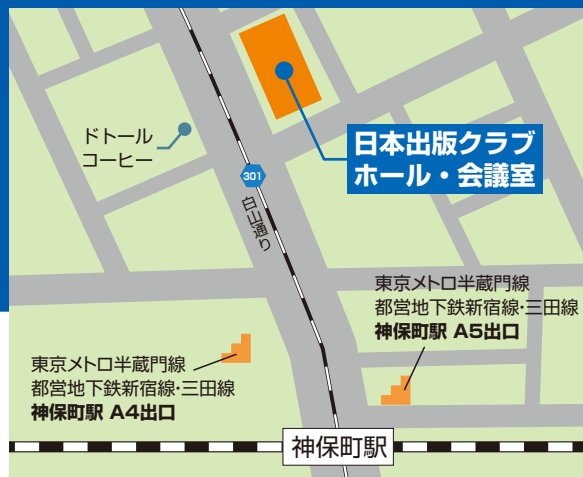 ドトール
コーヒー
日本出版クラブ
ホール・会議室
301
白山通り
東京メトロ半蔵門線
都営地下鉄新宿線・三田線
神保町駅 A5出口
東京メトロ半蔵門線
都営地下鉄新宿線・三田線
神保町駅 A4出口
神保町駅